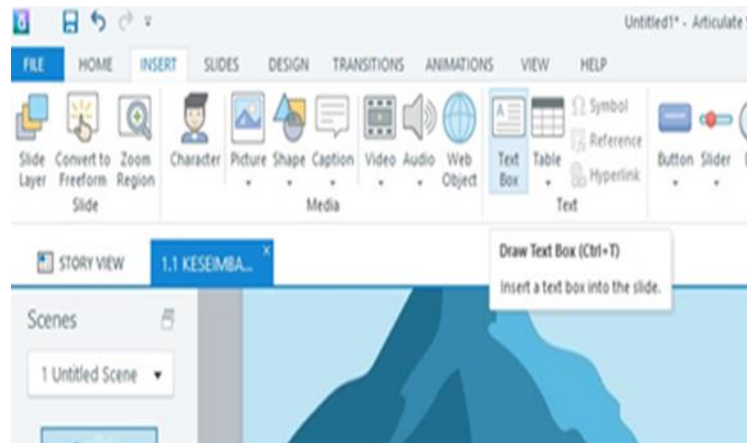 Untitled1* - Articulate
FILE HOME INSERT SLIDES DESIGN TRANSITIONS ANIMATIONS VIEW HELP
Slide Layer
Convert to Freeform
Zoom Region
Slide
Character
Picture
Shape
Caption
Video
Audio
Web Object
Media
Text Box
Table
Symbol
Reference
Hyperlink
Text
Button
Slider
STORY VIEW
1.1 KESEIMBA...
Draw Text Box (Ctrl+T)
Insert a text box into the slide.
Scenes
1 Untitled Scene